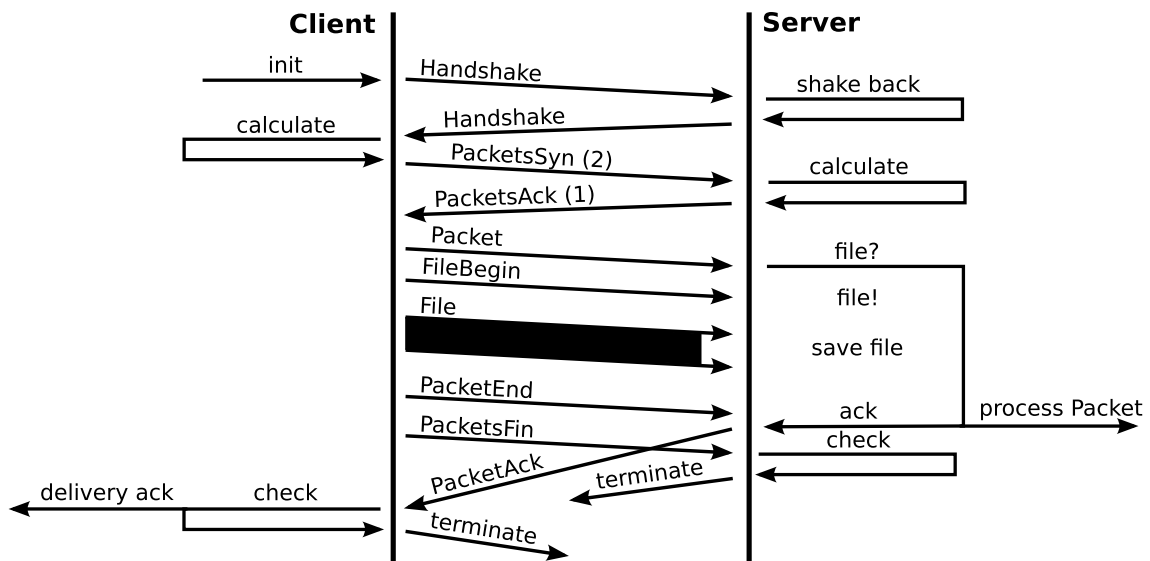 Client
Server
init
Handshake
shake back
Handshake
calculate
PacketsSyn (2)
calculate
PacketsAck (1)
Packet
file?
FileBegin
file!
File
save file
PacketEnd
ack
process Packet
PacketsFin
check
PacketAck
terminate
delivery ack
check
terminate